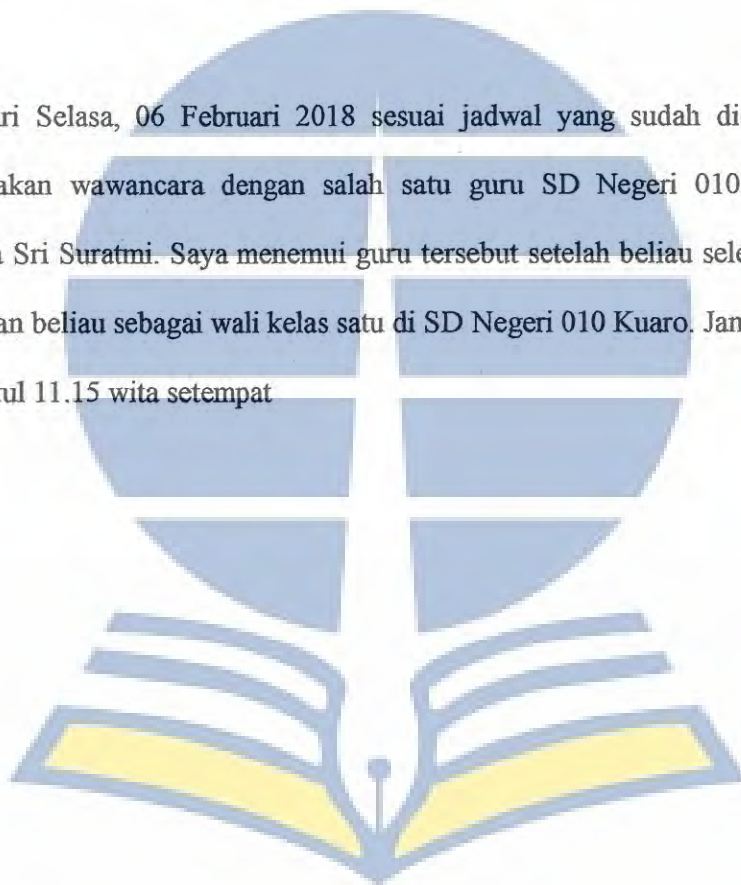 ri Selasa, 06 Februari 2018 sesuai jadwal yang sudah di
akan wawancara dengan salah satu guru SD Negeri 010
a Sri Suratmi. Saya menemui guru tersebut setelah beliau sele
an beliau sebagai wali kelas satu di SD Negeri 010 Kuaro. Jam
ul 11.15 wita setempat